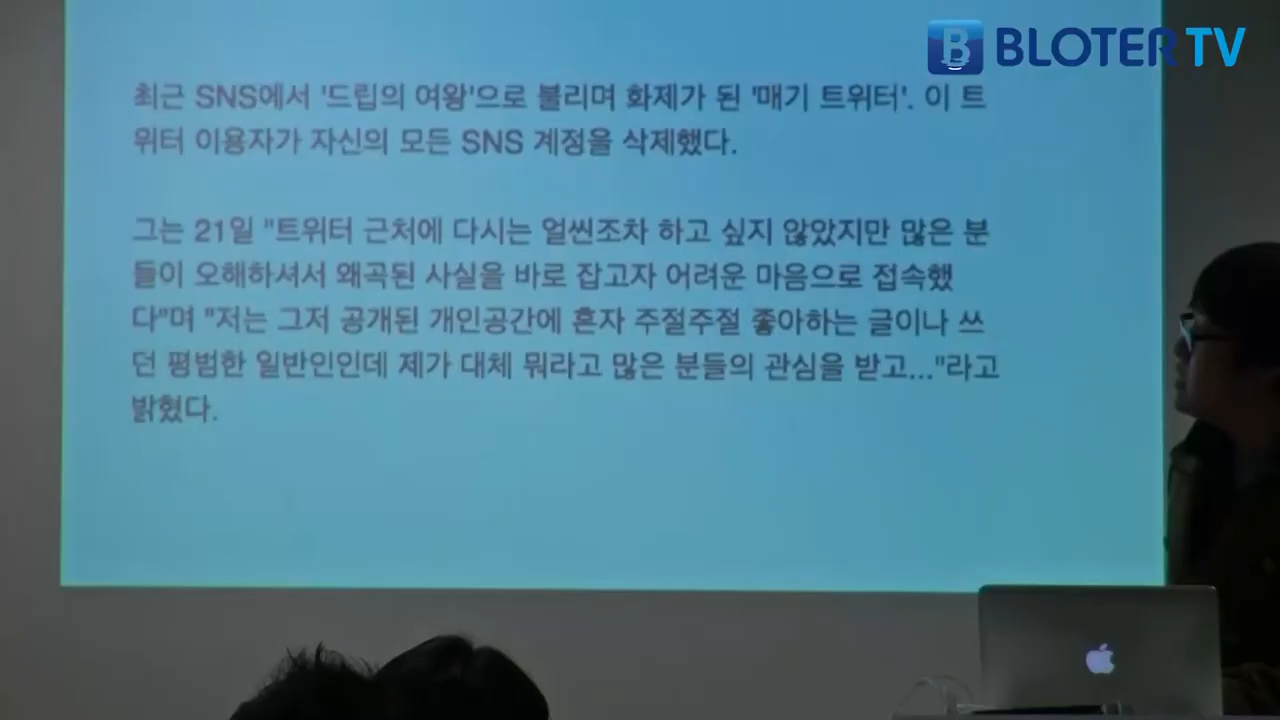 BLOTER TV
최근 SNS에서 '드립의 여왕'으로 불리며 화제가 된 '매기 트위터'. 이 트
위터 이용자가 자신의 모든 SNS 계정을 삭제했다.
그는 21일 "트위터 근처에 다시는 얼씬조차 하고 싶지 않았지만 많은 분
들이 오해하셔서 왜곡된 사실을 바로 잡고자 어려운 마음으로 접속했
다"며 "저는 그저 공개된 개인공간에 혼자 주절주절 좋아하는 글이나 쓰
던 평범한 일반인인데 제가 대체 뭐라고 많은 분들의 관심을 받고..."라고
밝혔다.